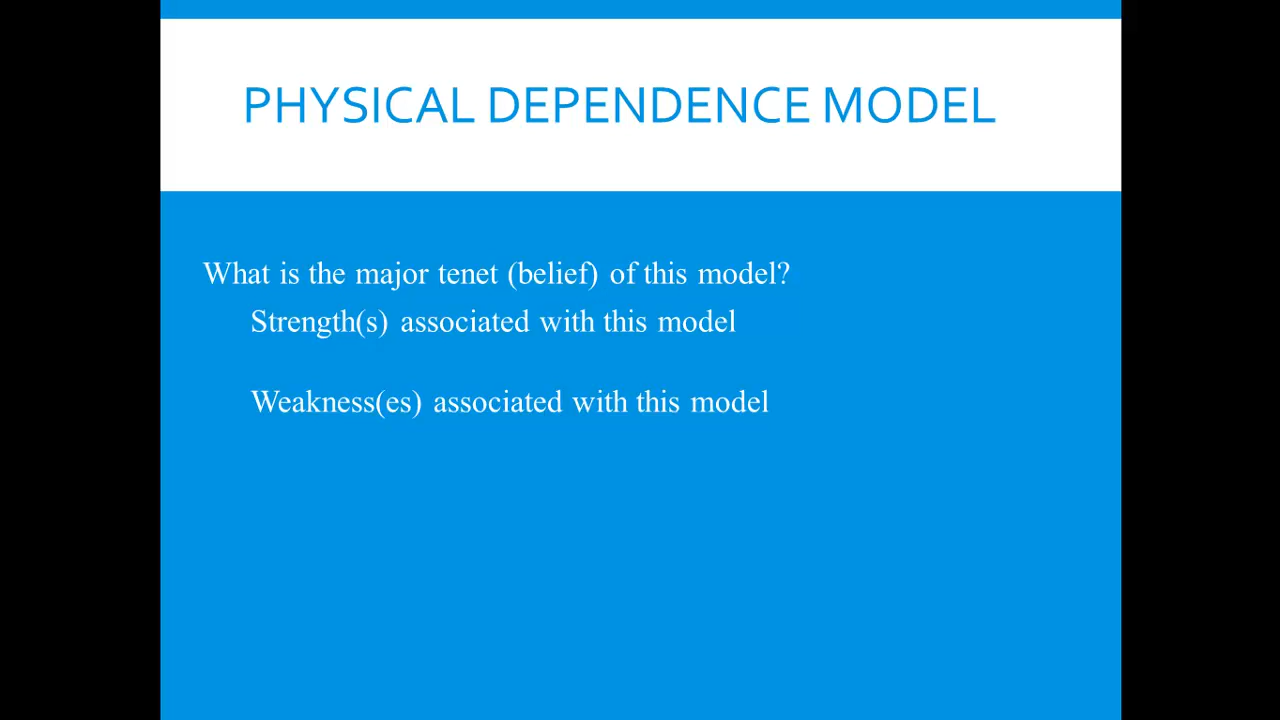 PHYSICAL DEPENDENCE MODEL
What is the major tenet (belief) of this model?
Strength(s) associated with this model
Weakness(es) associated with this model